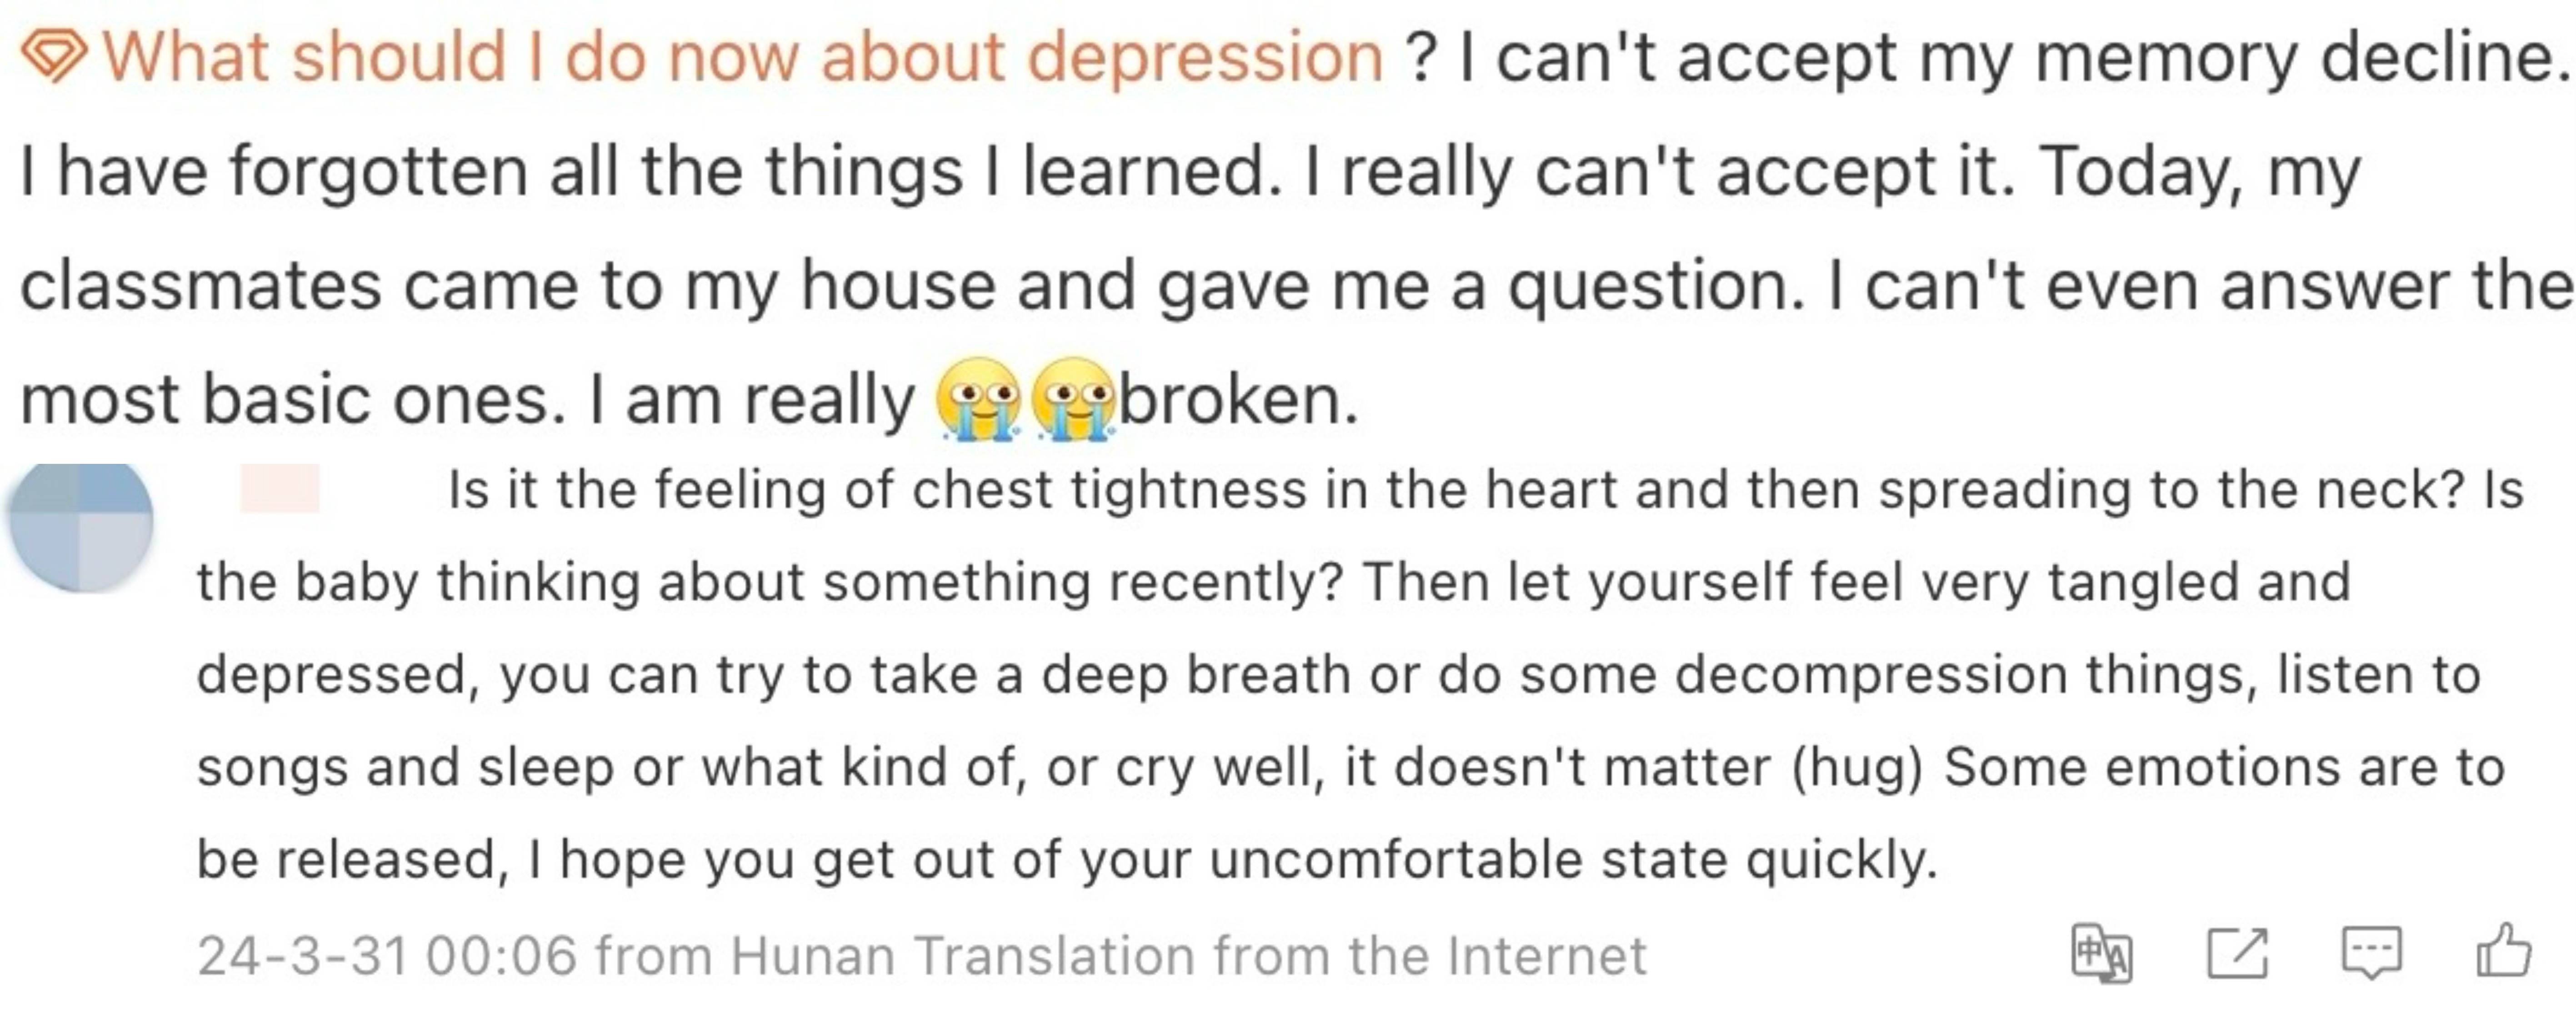 What should I do now about depression ? I can't accept my memory decline.
I have forgotten all the things I learned. I really can't accept it. Today, my
classmates came to my house and gave me a question. I can't even answer the
most basic ones. I am really 😭😭broken.
Is it the feeling of chest tightness in the heart and then spreading to the neck? Is
the baby thinking about something recently? Then let yourself feel very tangled and
depressed, you can try to take a deep breath or do some decompression things, listen to
songs and sleep or what kind of, or cry well, it doesn't matter (hug) Some emotions are to
be released, I hope you get out of your uncomfortable state quickly.
24-3-31 00:06 from Hunan Translation from the Internet
中A